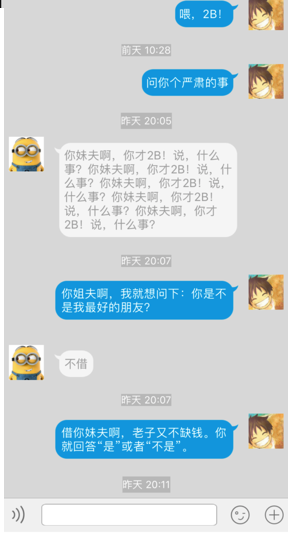 喂，2B！
前天 10:28
问你个严肃的事
昨天 20:05
你妹夫啊，你才2B！说，什么
事？你妹夫啊，你才2B！说，什
么事？你妹夫啊，你才2B！说，
什么事？你妹夫啊，你才2B！
说，什么事？你妹夫啊，你才
2B！说，什么事？
昨天 20:07
你姐夫啊，我就想问下：你是不
是我最好的朋友？
不借
昨天 20:07
借你妹夫啊，老子又不缺钱。你
就回答“是”或者“不是”。
昨天 20:11